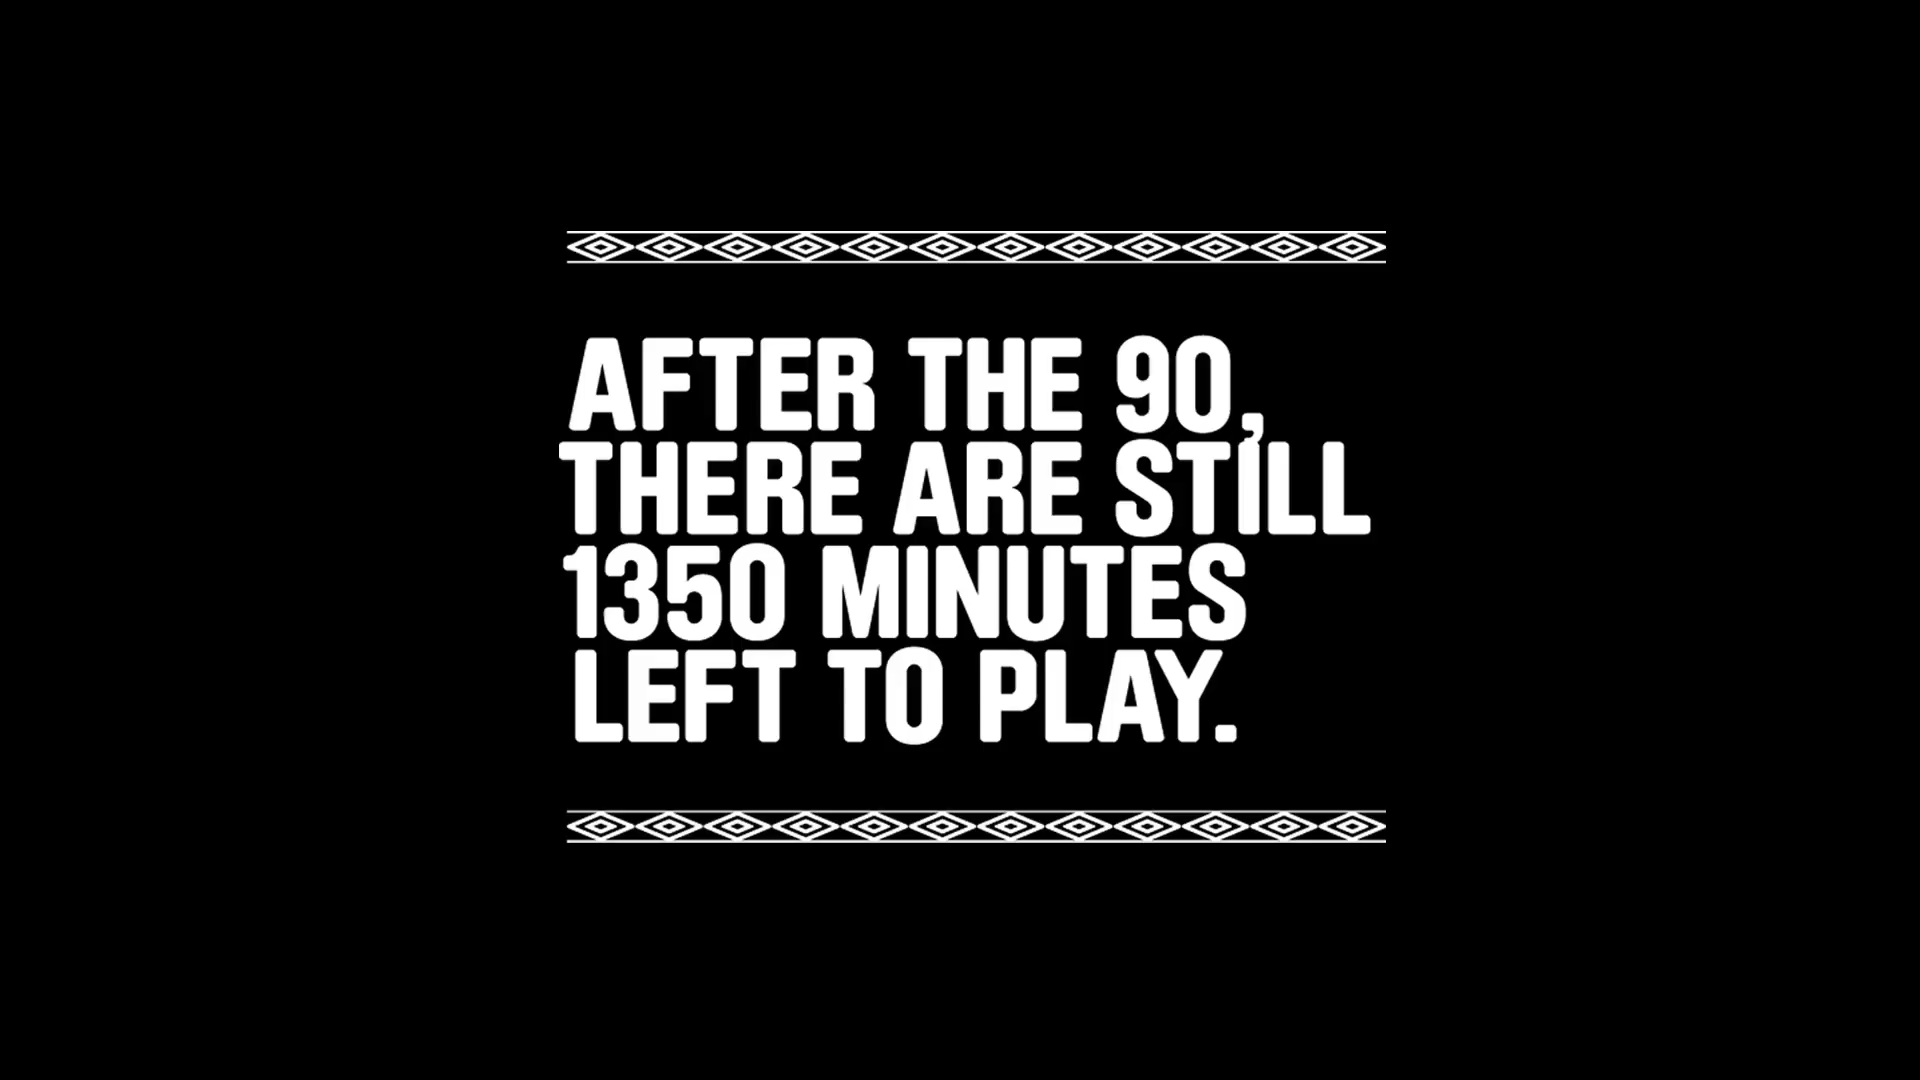 AFTER THE 90,
THERE ARE STILL
1350 MINUTES
LEFT TO PLAY.